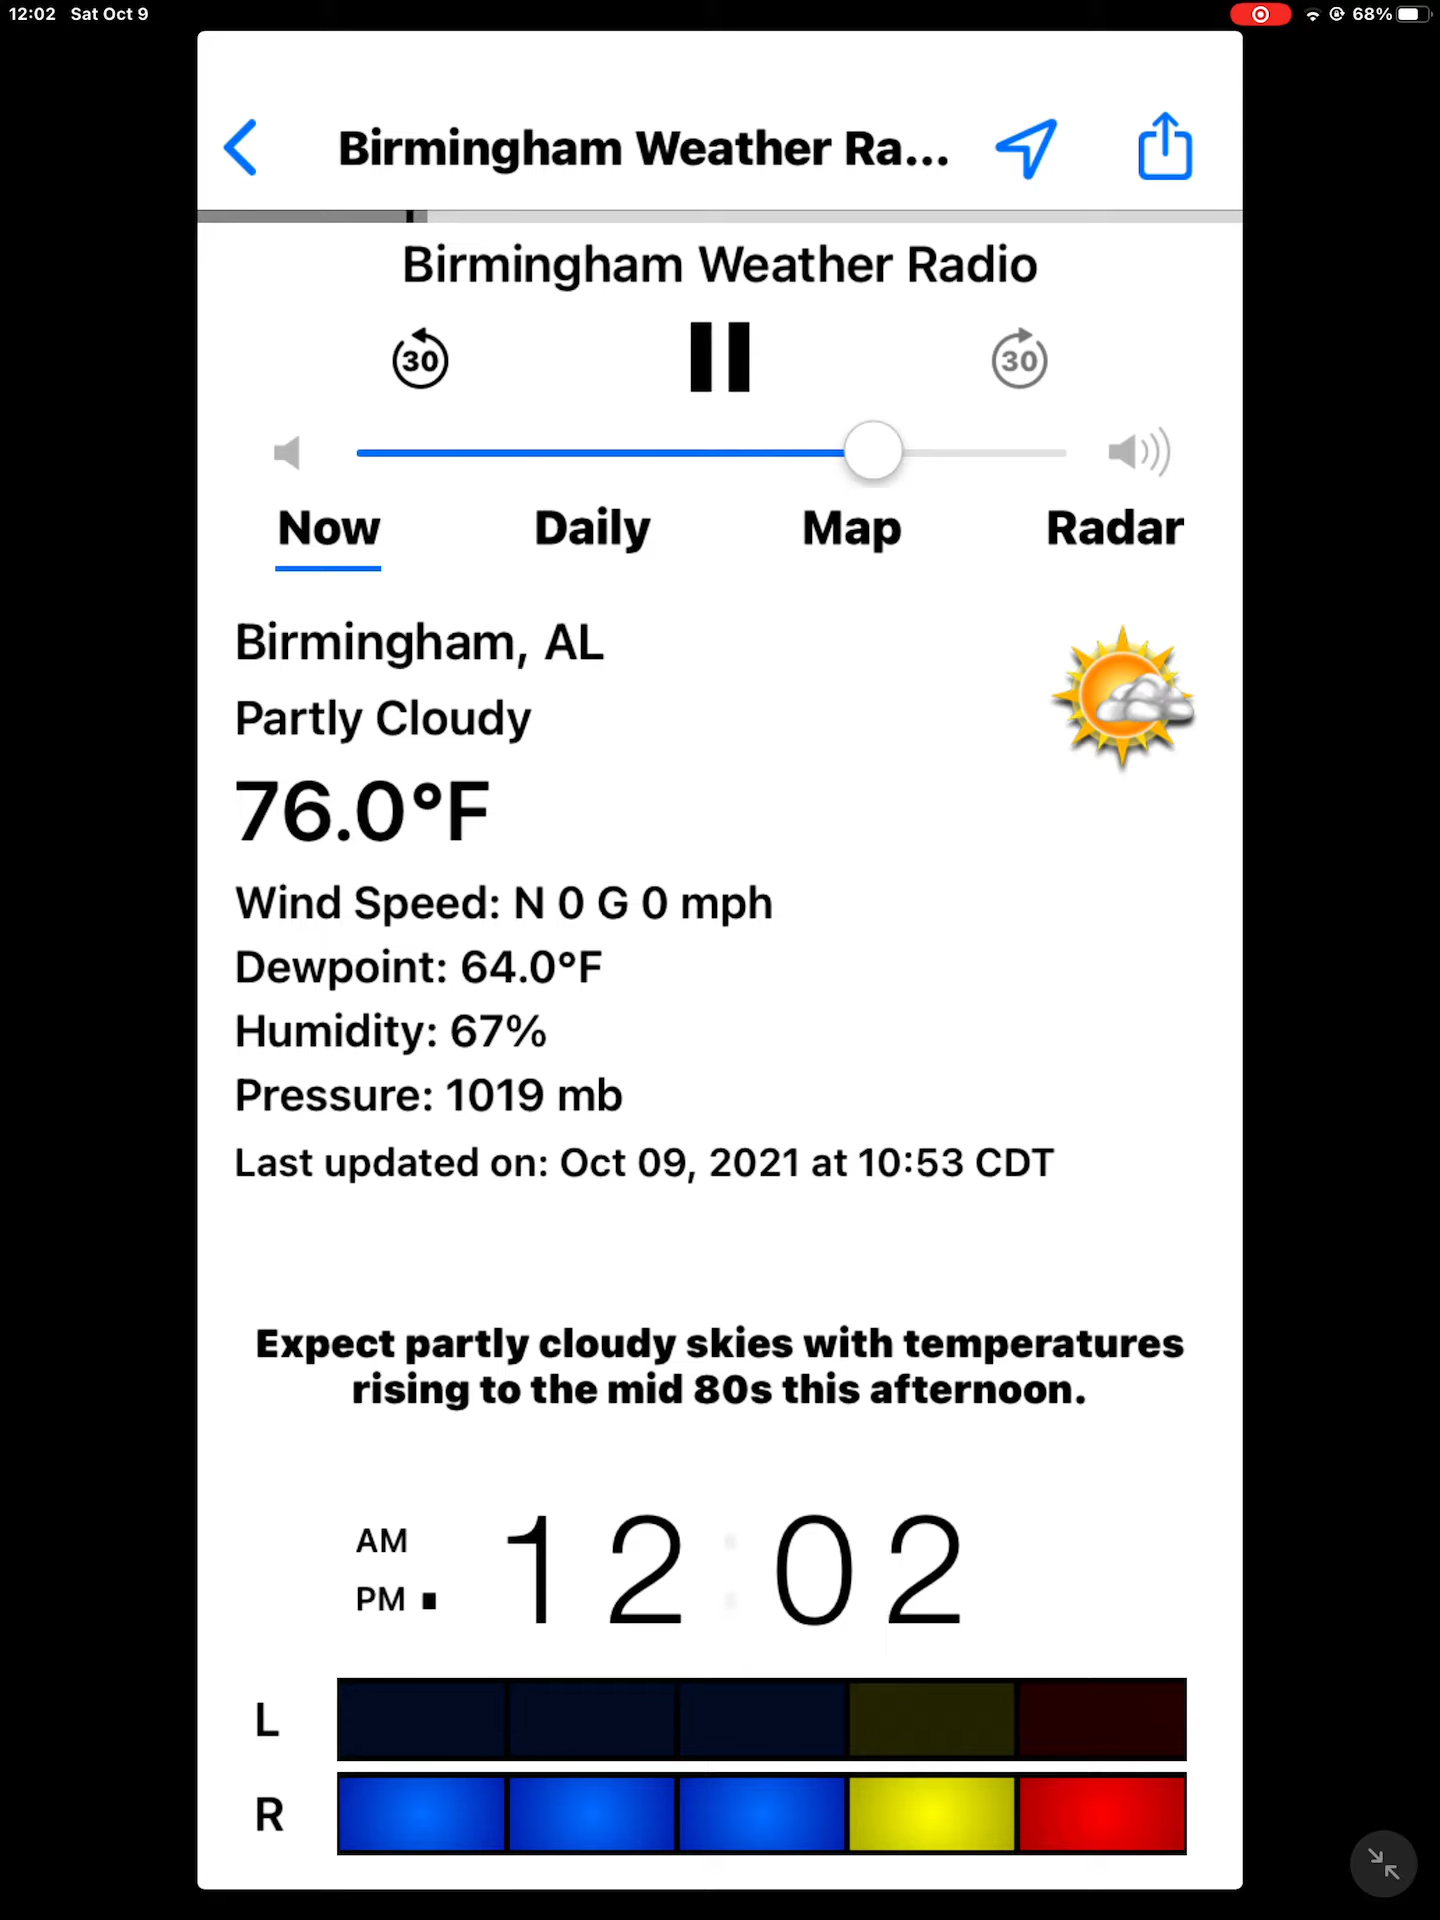 12:02 Sat Oct 9 68%
Birmingham Weather Ra...
Birmingham Weather Radio
30 30
Now Daily Map Radar
Birmingham, AL
Partly Cloudy
76.0°F
Wind Speed: N 0 G 0 mph
Dewpoint: 64.0°F
Humidity: 67%
Pressure: 1019 mb
Last updated on: Oct 09, 2021 at 10:53 CDT
Expect partly cloudy skies with temperatures
rising to the mid 80s this afternoon.
AM
PM 12:02
L
R